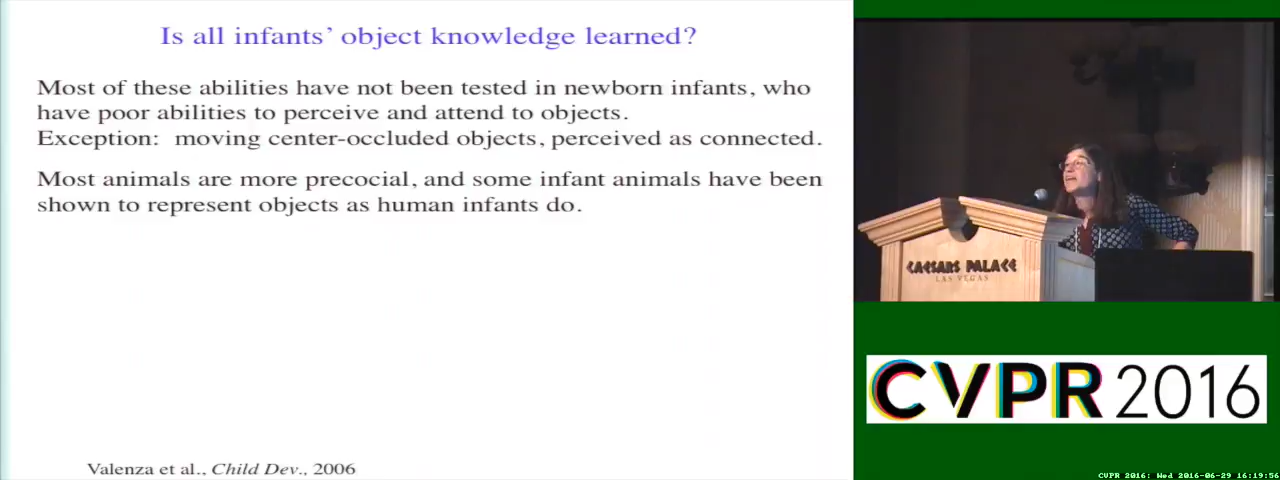 Is all infants' object knowledge learned?
Most of these abilities have not been tested in newborn infants, who
have poor abilities to perceive and attend to objects.
Exception: moving center-occluded objects, perceived as connected.
Most animals are more precocial, and some infant animals have been
shown to represent objects as human infants do.
Valenza et al., Child Dev., 2006
CAESARS PALACE
LAS VEGAS
CVPR 2016
CVPR 2016: Wed 2016-06-29 16:19:56